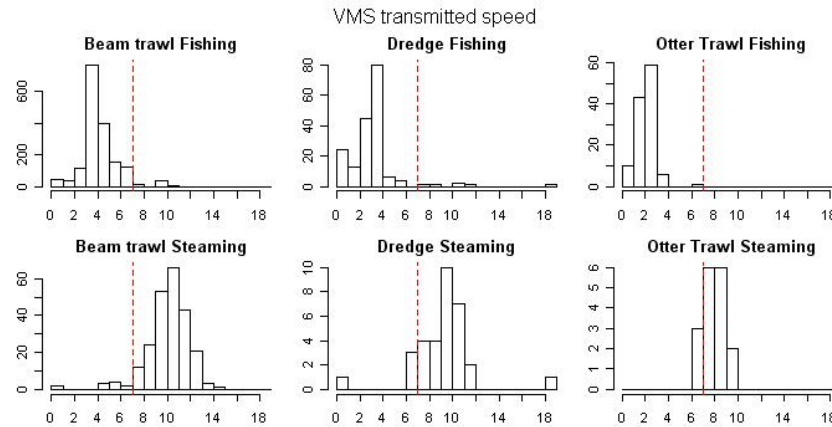 VMS transmitted speed
Beam trawl Fishing
0 200 600
0 2 4 6 8 10 14 18
Dredge Fishing
0 20 40 60 80
0 2 4 6 8 10 14 18
Otter Trawl Fishing
0 20 40 60
0 2 4 6 8 10 14 18
Beam trawl Steaming
0 20 40 60
0 2 4 6 8 10 14 18
Dredge Steaming
0 2 4 6 8 10
0 2 4 6 8 10 14 18
Otter Trawl Steaming
0 1 2 3 4 5 6
0 2 4 6 8 10 14 18